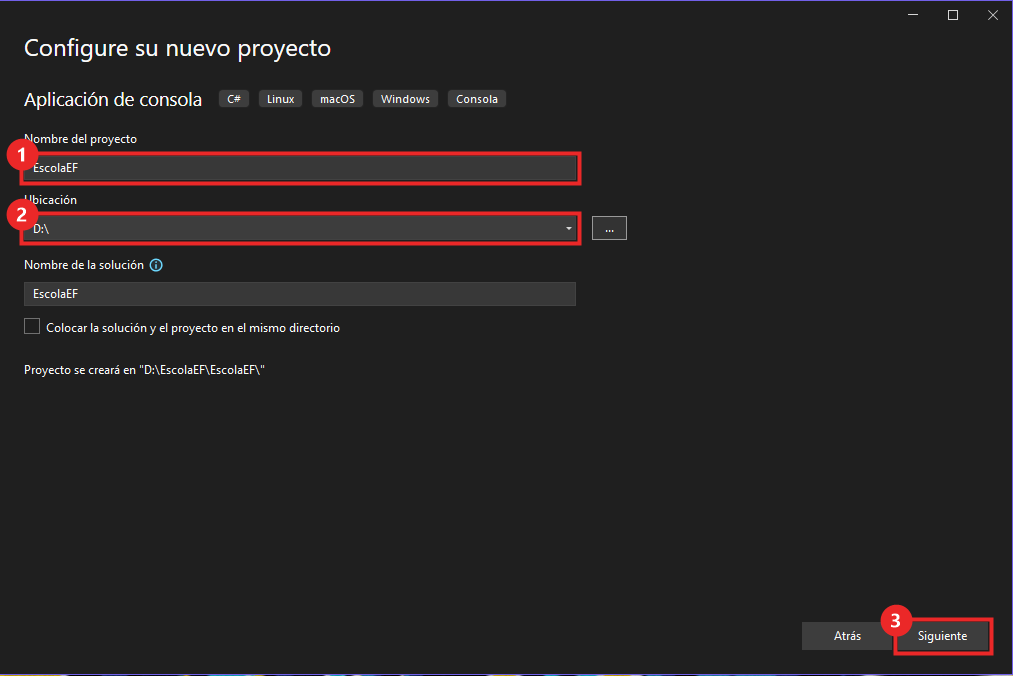 Configure su nuevo proyecto
Aplicación de consola C# Linux macOS Windows Consola
Nombre del proyecto
1
EscolaEF
Ubicación
2
D:\
...
Nombre de la solución
EscolaEF
Colocar la solución y el proyecto en el mismo directorio
Proyecto se creará en "D:\EscolaEF\EscolaEF\"
3
Atrás Siguiente